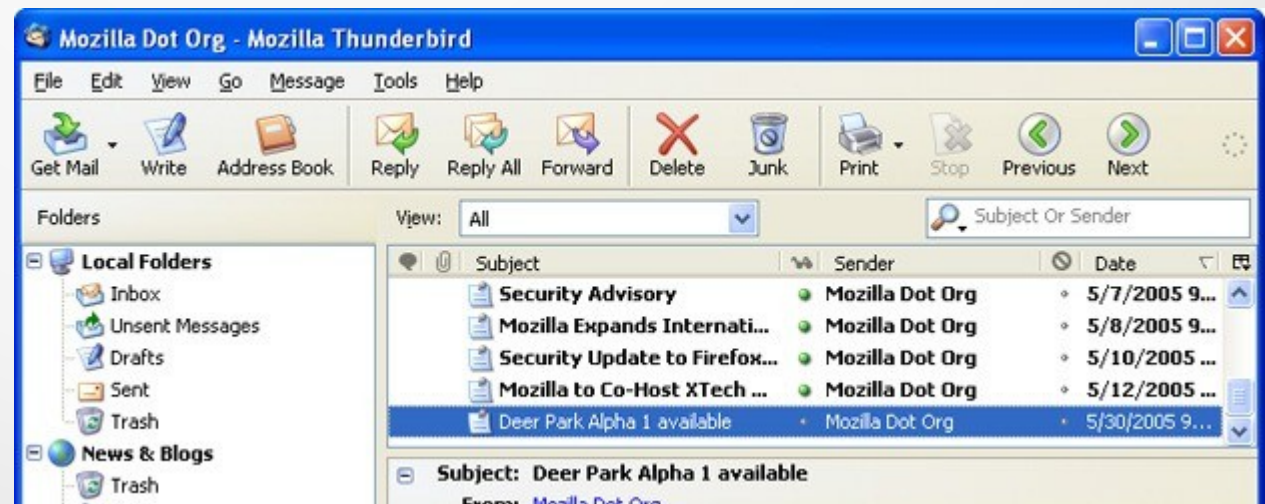 Mozilla Dot Org - Mozilla Thunderbird
File Edit View Go Message Tools Help
Get Mail Write Address Book Reply Reply All Forward Delete Junk Print Stop Previous Next
Folders View: All Subject Or Sender
Local Folders
Inbox
Unsent Messages
Drafts
Sent
Trash
News & Blogs
Trash
Subject Sender Date
Security Advisory Mozilla Dot Org 5/7/2005 9...
Mozilla Expands Internati... Mozilla Dot Org 5/8/2005 9...
Security Update to Firefox... Mozilla Dot Org 5/10/2005 ...
Mozilla to Co-Host XTech ... Mozilla Dot Org 5/12/2005 ...
Deer Park Alpha 1 available Mozilla Dot Org 5/30/2005 9...
Subject: Deer Park Alpha 1 available
From: Mozilla Dot Org